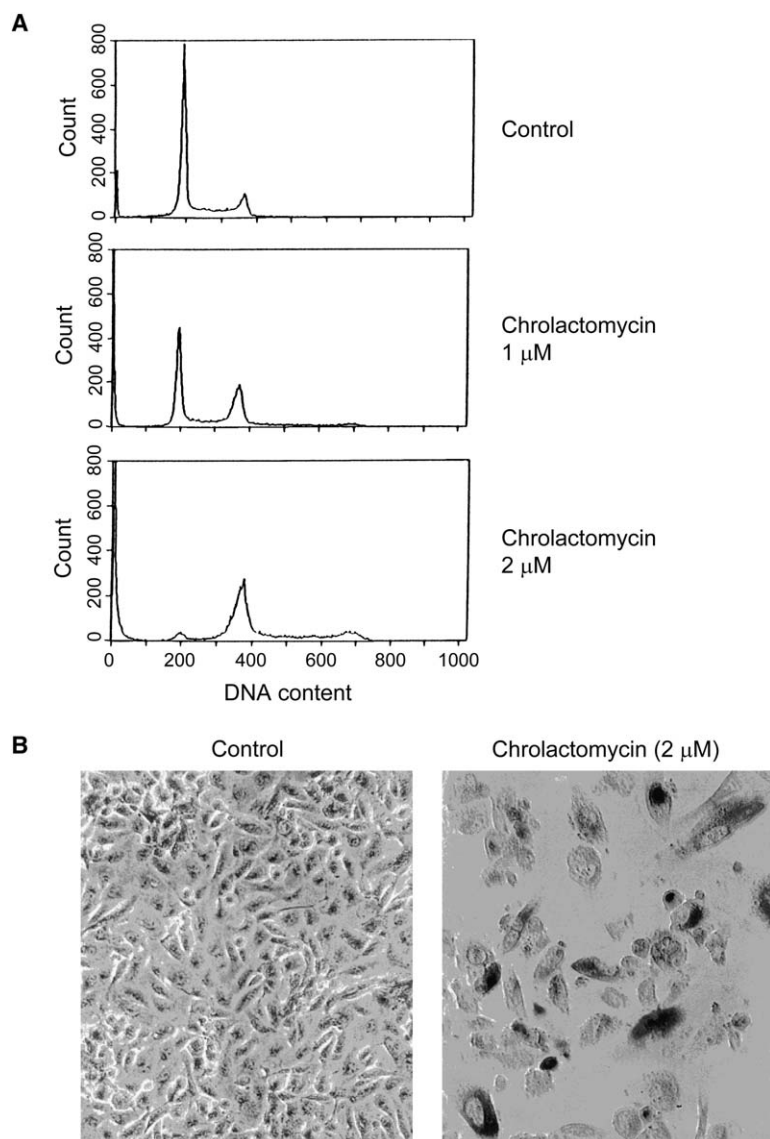 A
Count
800
600
400
200
0
Control
Count
800
600
400
200
0
Chrolactomycin
1 μM
Count
800
600
400
200
0
Chrolactomycin
2 μM
0 200 400 600 800 1000
DNA content
B
Control
Chrolactomycin (2 μM)